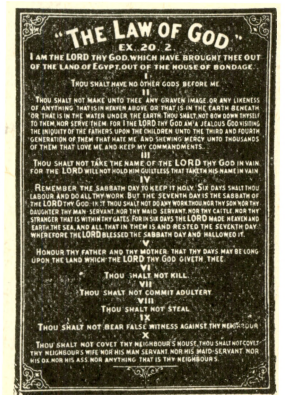 "THE LAW OF GOD"
EX. 20. 2.
I AM THE LORD THY GOD, WHICH HAVE BROUGHT THEE OUT
OF THE LAND OF EGYPT, OUT OF THE HOUSE OF BONDAGE.
I
THOU SHALT HAVE NO OTHER GODS BEFORE ME
II
THOU SHALT NOT MAKE UNTO THEE ANY GRAVEN IMAGE, OR ANY LIKENESS
OF ANYTHING THAT IS IN HEAVEN ABOVE, OR THAT IS IN THE EARTH BENEATH
OR THAT IS IN THE WATER UNDER THE EARTH. THOU SHALT NOT BOW DOWN THYSELF
TO THEM, NOR SERVE THEM: FOR I THE LORD THY GOD AM A JEALOUS GOD VISITING
THE INIQUITY OF THE FATHERS UPON THE CHILDREN UNTO THE THIRD AND FOURTH
GENERATION OF THEM THAT HATE ME AND SHEWING MERCY UNTO THOUSANDS
OF THEM THAT LOVE ME AND KEEP MY COMMANDMENTS.
III
THOU SHALT NOT TAKE THE NAME OF THE LORD THY GOD IN VAIN
FOR THE LORD WILL NOT HOLD HIM GUILTLESS THAT TAKETH HIS NAME IN VAIN
IV
REMEMBER THE SABBATH DAY TO KEEP IT HOLY. SIX DAYS SHALT THOU
LABOUR AND DO ALL THY WORK BUT THE SEVENTH DAY IS THE SABBATH OF
THE LORD THY GOD: IN IT THOU SHALT NOT DO ANY WORK, THOU, NOR THY SON NOR THY
DAUGHTER THY MAN-SERVANT, NOR THY MAID SERVANT, NOR THY CATTLE, NOR THY
STRANGER THAT IS WITHIN THY GATES. FOR IN SIX DAYS THE LORD MADE HEAVEN AND
EARTH THE SEA, AND ALL THAT IN THEM IS AND RESTED THE SEVENTH DAY
WHEREFORE THE LORD BLESSED THE SABBATH DAY AND HALLOWED IT.
V
HONOUR THY FATHER AND THY MOTHER. THAT THY DAYS MAY BE LONG
UPON THE LAND WHICH THE LORD THY GOD GIVETH THEE.
VI
THOU SHALT NOT KILL.
VII
THOU SHALT NOT COMMIT ADULTERY
VIII
THOU SHALT NOT STEAL
IX
THOU SHALT NOT BEAR FALSE WITNESS AGAINST THY NEIGHBOUR
X
THOU SHALT NOT COVET THY NEIGHBOUR'S HOUSE, THOU SHALT NOT COVET
THY NEIGHBOUR'S WIFE NOR HIS MAN SERVANT NOR HIS MAID-SERVANT NOR
HIS OX, NOR HIS ASS NOR ANYTHING THAT IS THY NEIGHBOUR'S.